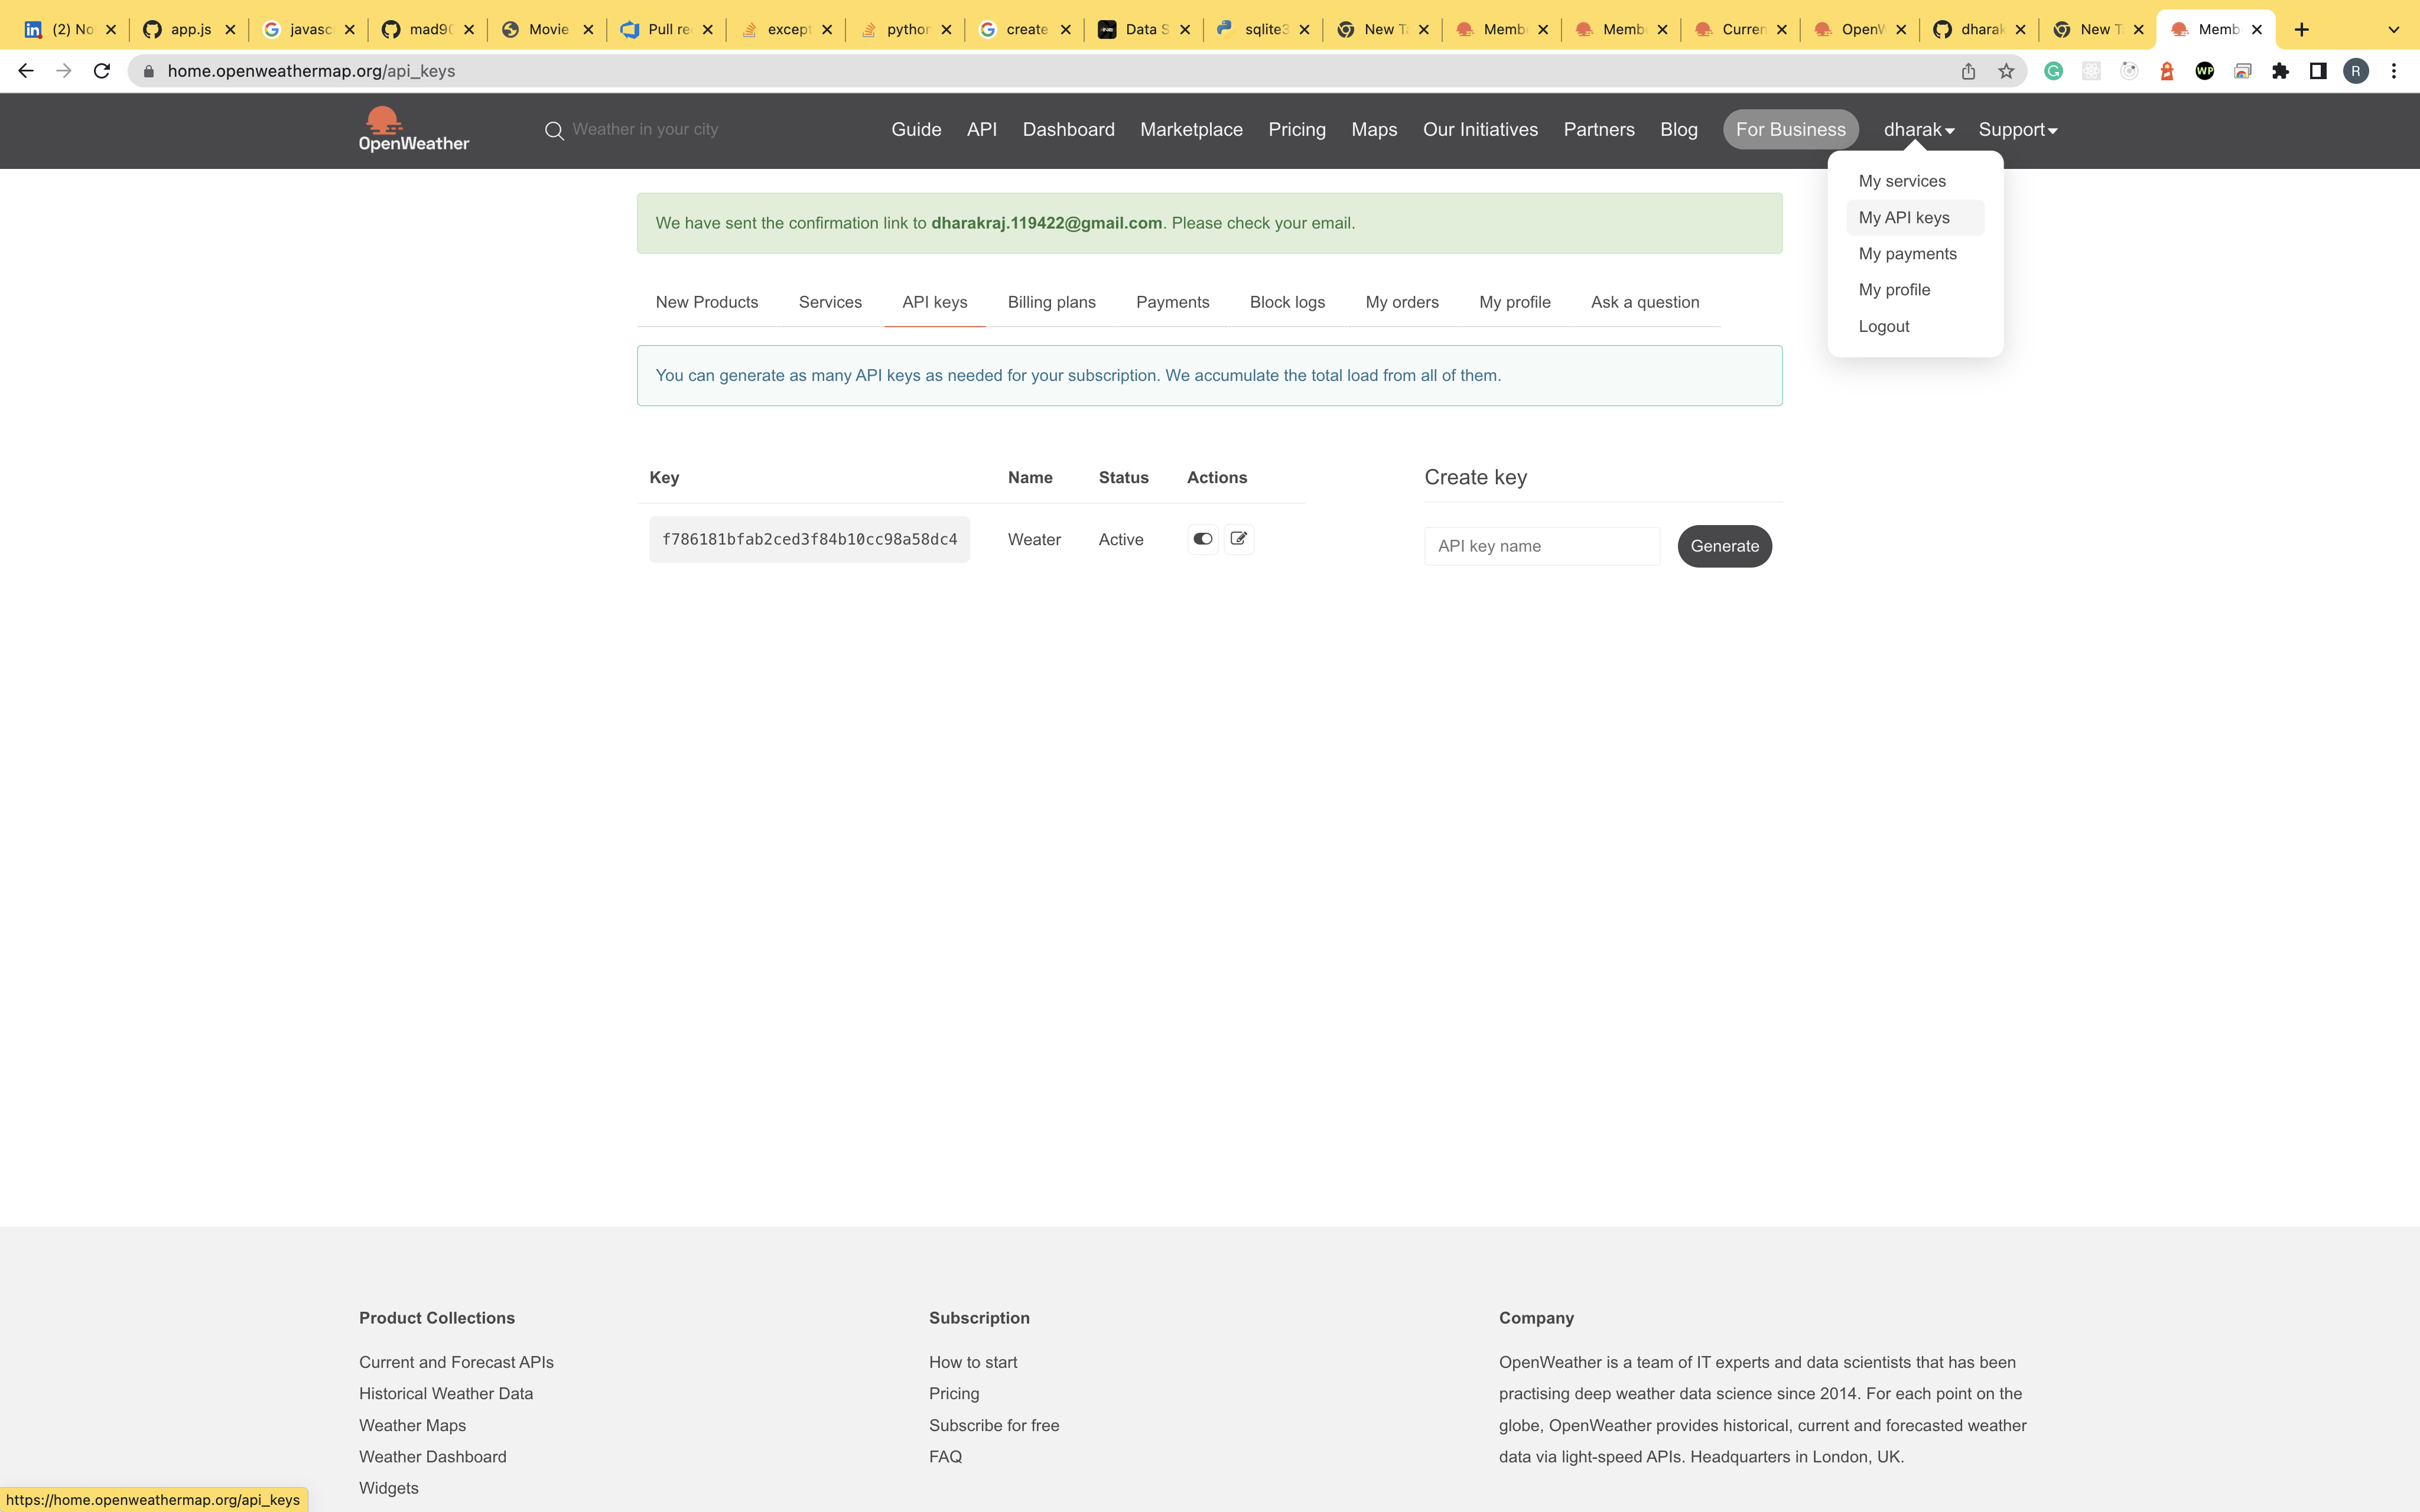 (2) No app.js javasc mad90 Movie Pull re except python create Data S sqlite3 New Ta Membe Membe Curren OpenW dharak New Ta Membe
home.openweathermap.org/api_keys
WP R
OpenWeather
Weather in your city
Guide API Dashboard Marketplace Pricing Maps Our Initiatives Partners Blog For Business dharak Support
My services
My API keys
My payments
My profile
Logout
We have sent the confirmation link to dharakraj.119422@gmail.com. Please check your email.
New Products Services API keys Billing plans Payments Block logs My orders My profile Ask a question
You can generate as many API keys as needed for your subscription. We accumulate the total load from all of them.
Key Name Status Actions
f786181bfab2ced3f84b10cc98a58dc4 Weater Active
Create key
API key name Generate
Product Collections
Current and Forecast APIs
Historical Weather Data
Weather Maps
Weather Dashboard
Widgets
Subscription
How to start
Pricing
Subscribe for free
FAQ
Company
OpenWeather is a team of IT experts and data scientists that has been
practising deep weather data science since 2014. For each point on the
globe, OpenWeather provides historical, current and forecasted weather
data via light-speed APIs. Headquarters in London, UK.
https://home.openweathermap.org/api_keys